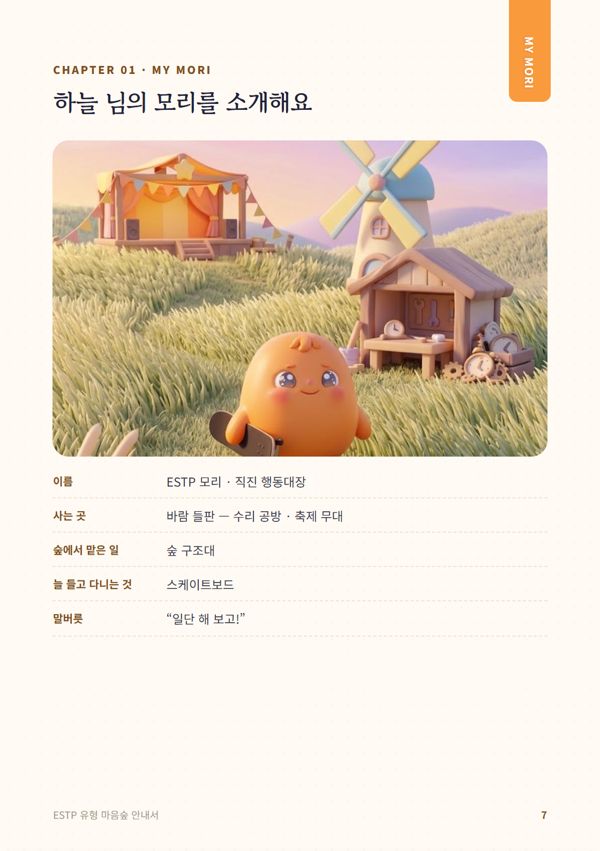 MY MORI
CHAPTER 01 · MY MORI
하늘 님의 모리를 소개해요
이름 ESTP 모리 · 직진 행동대장
사는 곳 바람 들판 — 수리 공방 · 축제 무대
숲에서 맡은 일 숲 구조대
늘 들고 다니는 것 스케이트보드
말버릇 “일단 해 보고!”
ESTP 유형 마음숲 안내서 7